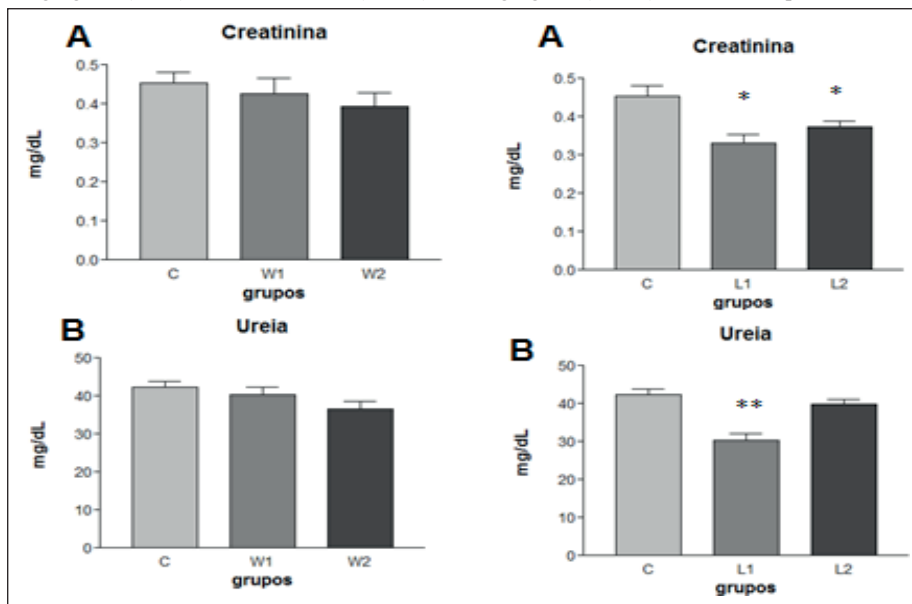 A
Creatinina
0.5
0.4
0.3
0.2
0.1
0.0
mg/dL
C W1 W2
grupos
A
Creatinina
0.5
0.4
0.3
0.2
0.1
0.0
mg/dL
* *
C L1 L2
grupos
B
Ureia
50
40
30
20
10
0
mg/dL
C W1 W2
grupos
B
Ureia
50
40
30
20
10
0
mg/dL
**
C L1 L2
grupos